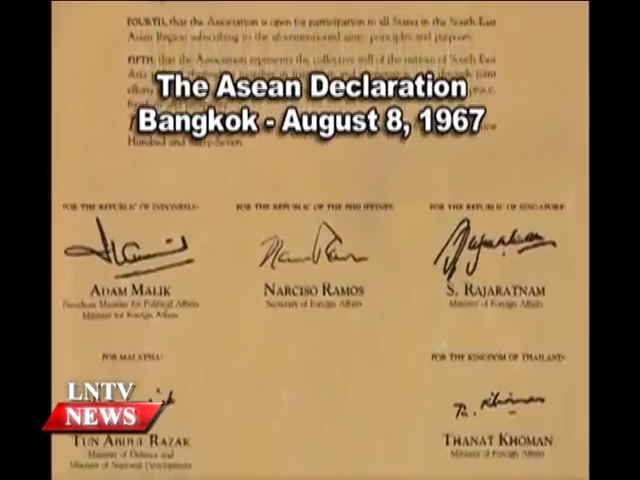 FOURTH, that the Association is open for participation to all States in the South-East
Asian Region subscribing to the aforementioned aims, principles and purposes.
FIFTH, that the Association represents the collective will of the nations of South-East
The Asean Declaration
Bangkok - August 8, 1967
Hundred and Sixty-Seven.
FOR THE REPUBLIC OF INDONESIA: FOR THE REPUBLIC OF THE PHILIPPINES: FOR THE REPUBLIC OF SINGAPORE:
ADAM MALIK NARCISO RAMOS S. RAJARATNAM
Presidium Minister for Political Affairs Secretary of Foreign Affairs Minister of Foreign Affairs
Minister for Foreign Affairs
FOR MALAYSIA: FOR THE KINGDOM OF THAILAND:
LNTV
NEWS
TUN ABDUL RAZAK THANAT KHOMAN
Minister of Defence and Minister of Foreign Affairs
Minister of National Development